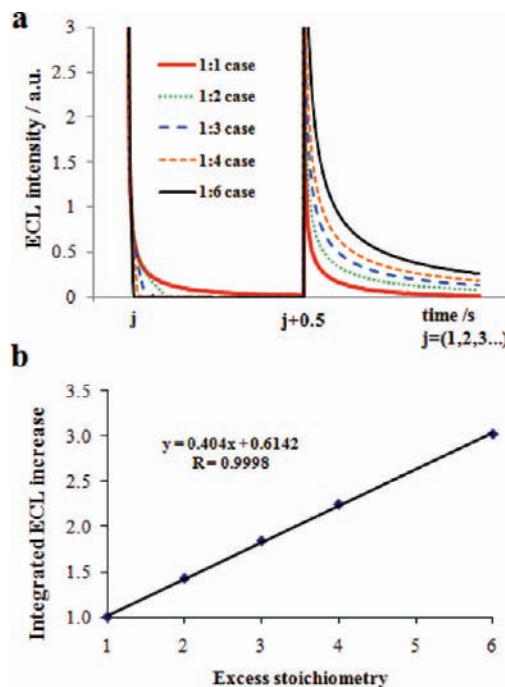 a
3
2.5
2
1.5
1
0.5
0
ECL intensity / a.u.
1:1 case
1:2 case
1:3 case
1:4 case
1:6 case
j
j+0.5
time /s
j=(1,2,3...)
b
3.5
3.0
2.5
2.0
1.5
1.0
Integrated ECL increase
y = 0.404x + 0.6142
R = 0.9998
1 2 3 4 5 6
Excess stoichiometry